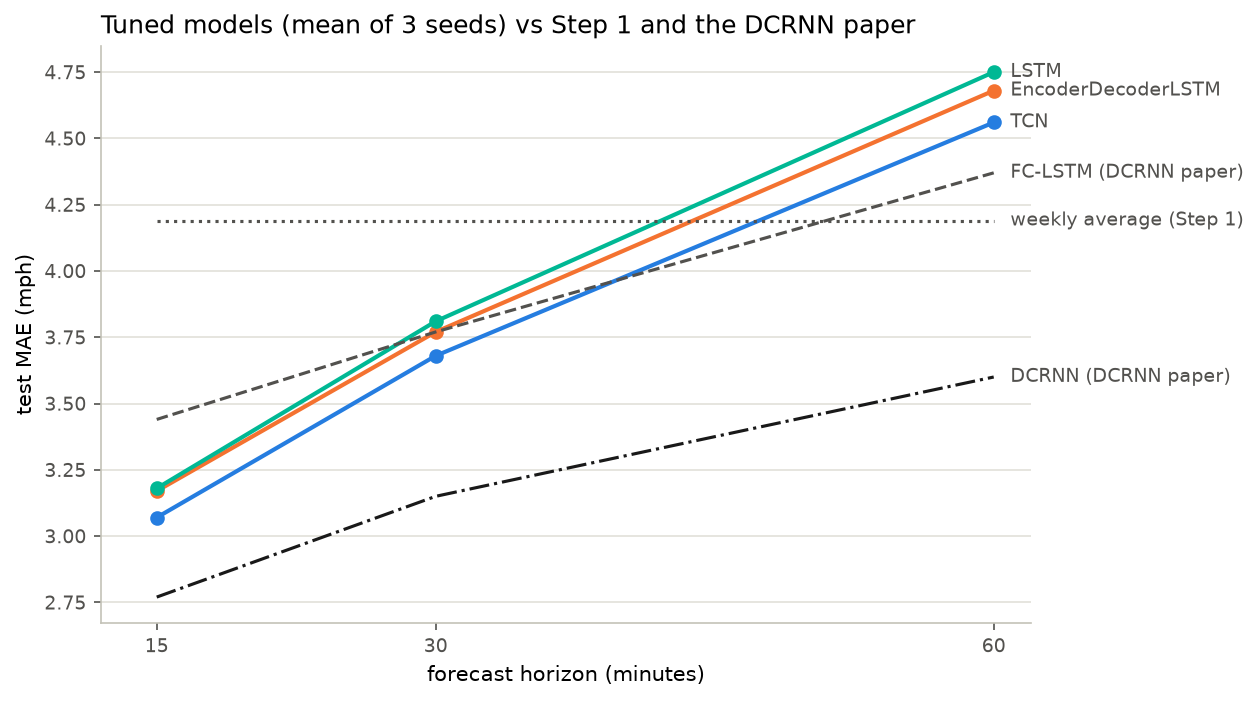 Tuned models (mean of 3 seeds) vs Step 1 and the DCRNN paper
test MAE (mph)
4.75
4.50
4.25
4.00
3.75
3.50
3.25
3.00
2.75
LSTM
EncoderDecoderLSTM
TCN
FC-LSTM (DCRNN paper)
weekly average (Step 1)
DCRNN (DCRNN paper)
15
30
60
forecast horizon (minutes)